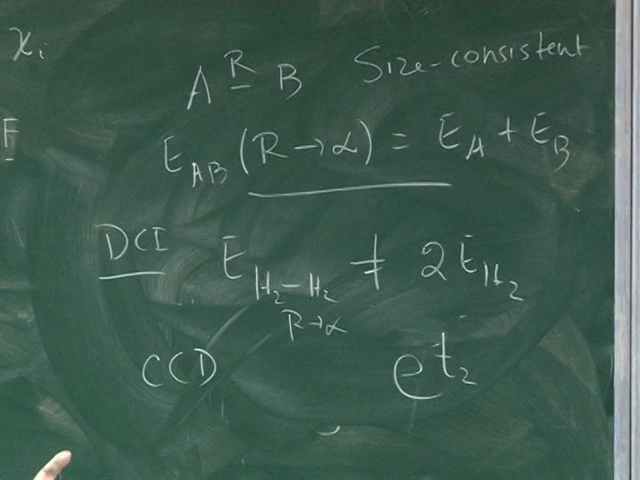 χi
A R B Size-consistent
F
E_AB (R→α) = E_A + E_B
DCI E_H2-H2 ≠ 2E_H2
R→α
CCD e^t2